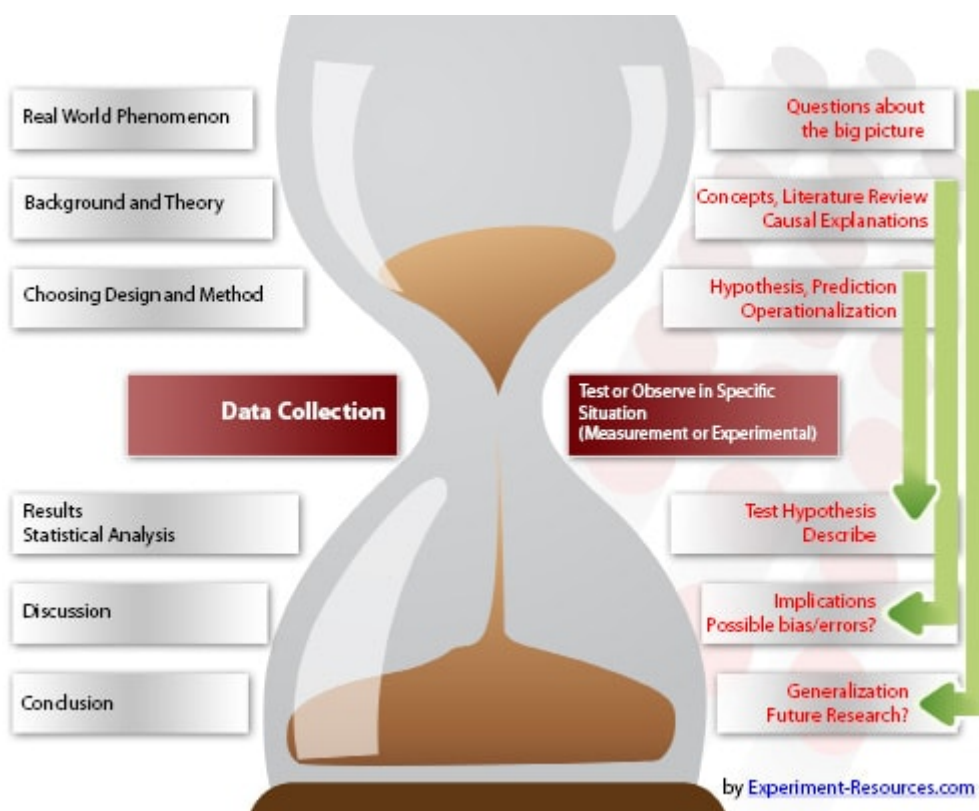 Real World Phenomenon
Questions about
the big picture
Background and Theory
Concepts, Literature Review
Causal Explanations
Choosing Design and Method
Hypothesis, Prediction
Operationalization
Data Collection
Test or Observe in Specific
Situation
(Measurement or Experimental)
Results
Statistical Analysis
Test Hypothesis
Describe
Discussion
Implications
Possible bias/errors?
Conclusion
Generalization
Future Research?
by Experiment-Resources.com